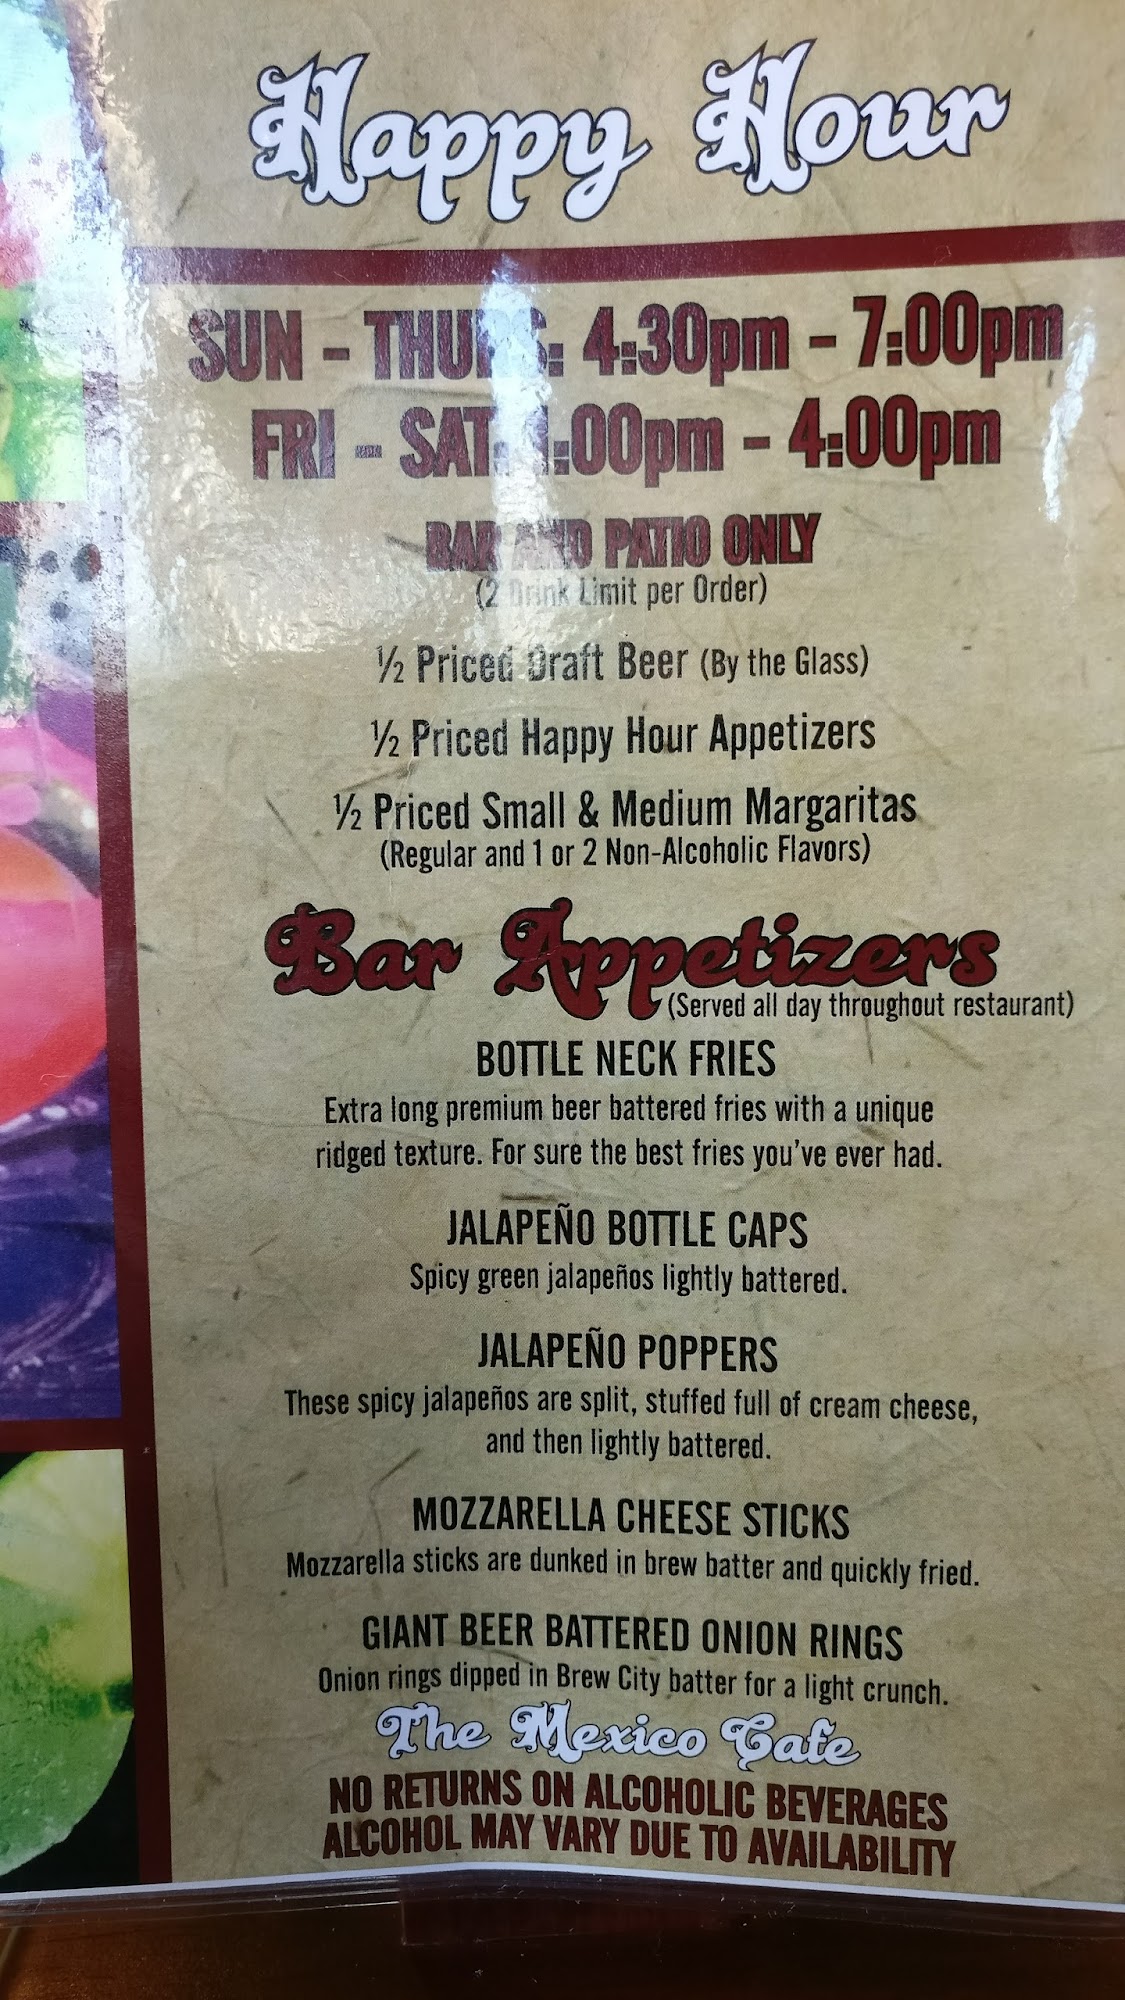 Happy Hour
SUN - THURS: 4:30pm - 7:00pm
FRI - SAT: 1:00pm - 4:00pm
BAR AND PATIO ONLY
(2 Drink Limit per Order)
½ Priced Draft Beer (By the Glass)
½ Priced Happy Hour Appetizers
½ Priced Small & Medium Margaritas
(Regular and 1 or 2 Non-Alcoholic Flavors)
Bar Appetizers
(Served all day throughout restaurant)
BOTTLE NECK FRIES
Extra long premium beer battered fries with a unique
ridged texture. For sure the best fries you've ever had.
JALAPEÑO BOTTLE CAPS
Spicy green jalapeños lightly battered.
JALAPEÑO POPPERS
These spicy jalapeños are split, stuffed full of cream cheese,
and then lightly battered.
MOZZARELLA CHEESE STICKS
Mozzarella sticks are dunked in brew batter and quickly fried.
GIANT BEER BATTERED ONION RINGS
Onion rings dipped in Brew City batter for a light crunch.
The Mexico Cafe
NO RETURNS ON ALCOHOLIC BEVERAGES
ALCOHOL MAY VARY DUE TO AVAILABILITY